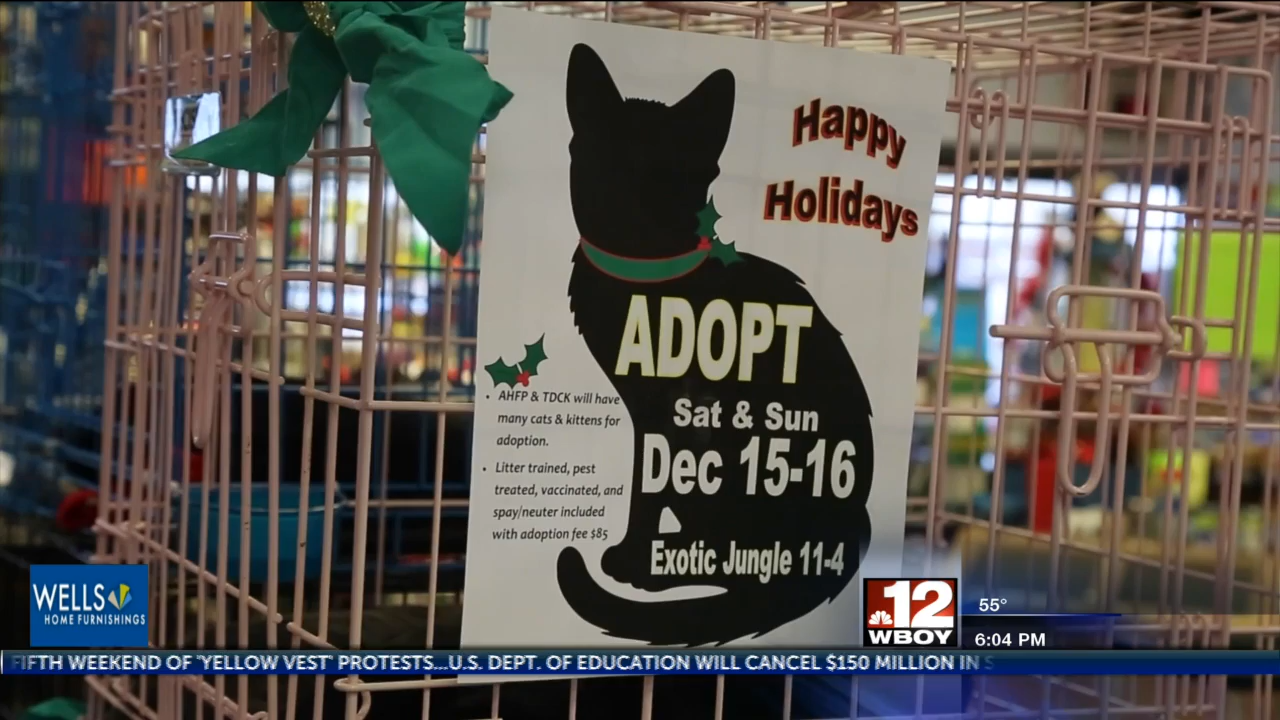 Happy
Holidays
ADOPT
Sat & Sun
Dec 15-16
Exotic Jungle 11-4
• AHFP & TDCK will have
many cats & kittens for
adoption.
• Litter trained, pest
treated, vaccinated, and
spay/neuter included
with adoption fee $85
WELLS
HOME FURNISHINGS
12
WBOY
55°
6:04 PM
FIFTH WEEKEND OF "YELLOW VEST" PROTESTS...U.S. DEPT. OF EDUCATION WILL CANCEL $150 MILLION IN S